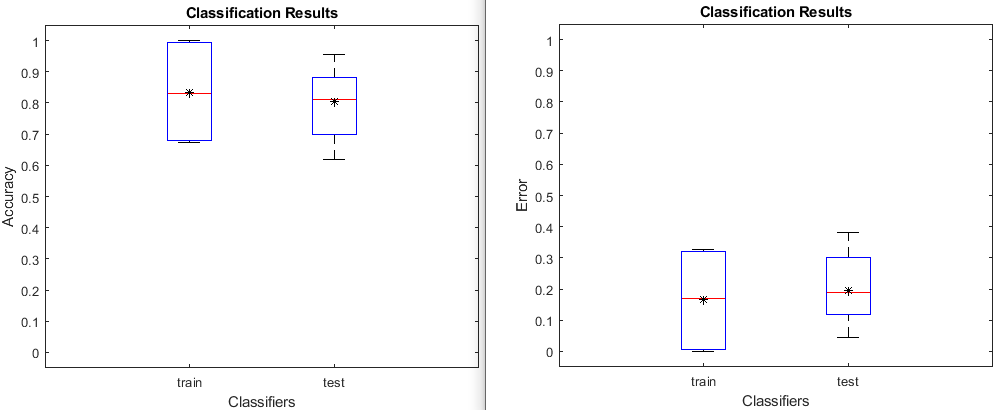 Classification Results
1
0.9
0.8
0.7
0.6
0.5
0.4
0.3
0.2
0.1
0
Accuracy
train test
Classifiers
Classification Results
1
0.9
0.8
0.7
0.6
0.5
0.4
0.3
0.2
0.1
0
Error
train test
Classifiers